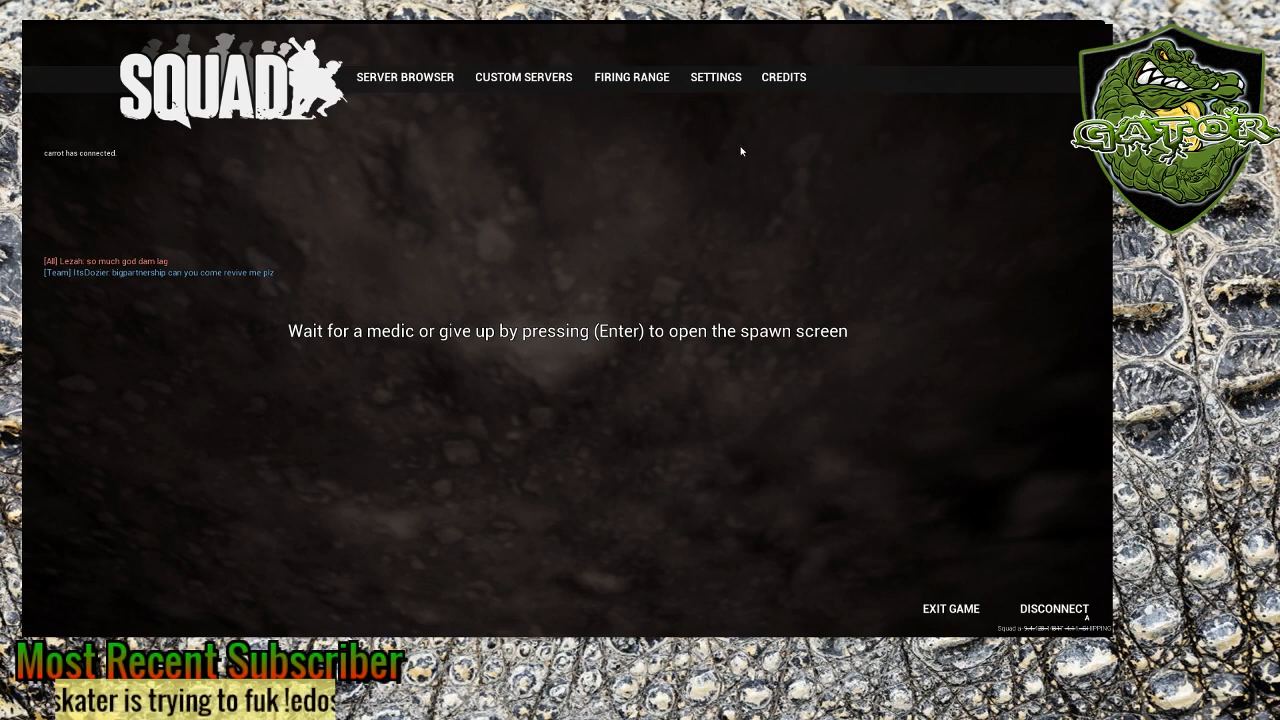 SQUAD
SERVER BROWSER CUSTOM SERVERS FIRING RANGE SETTINGS CREDITS
GATOR
carrot has connected.
[All] Lezah: so much god dam lag
[Team] ItsDozier: bigpartnership can you come revive me plz
Wait for a medic or give up by pressing (Enter) to open the spawn screen
EXIT GAME DISCONNECT
Squad
Most Recent Subscriber
skater is trying to fuk !edos